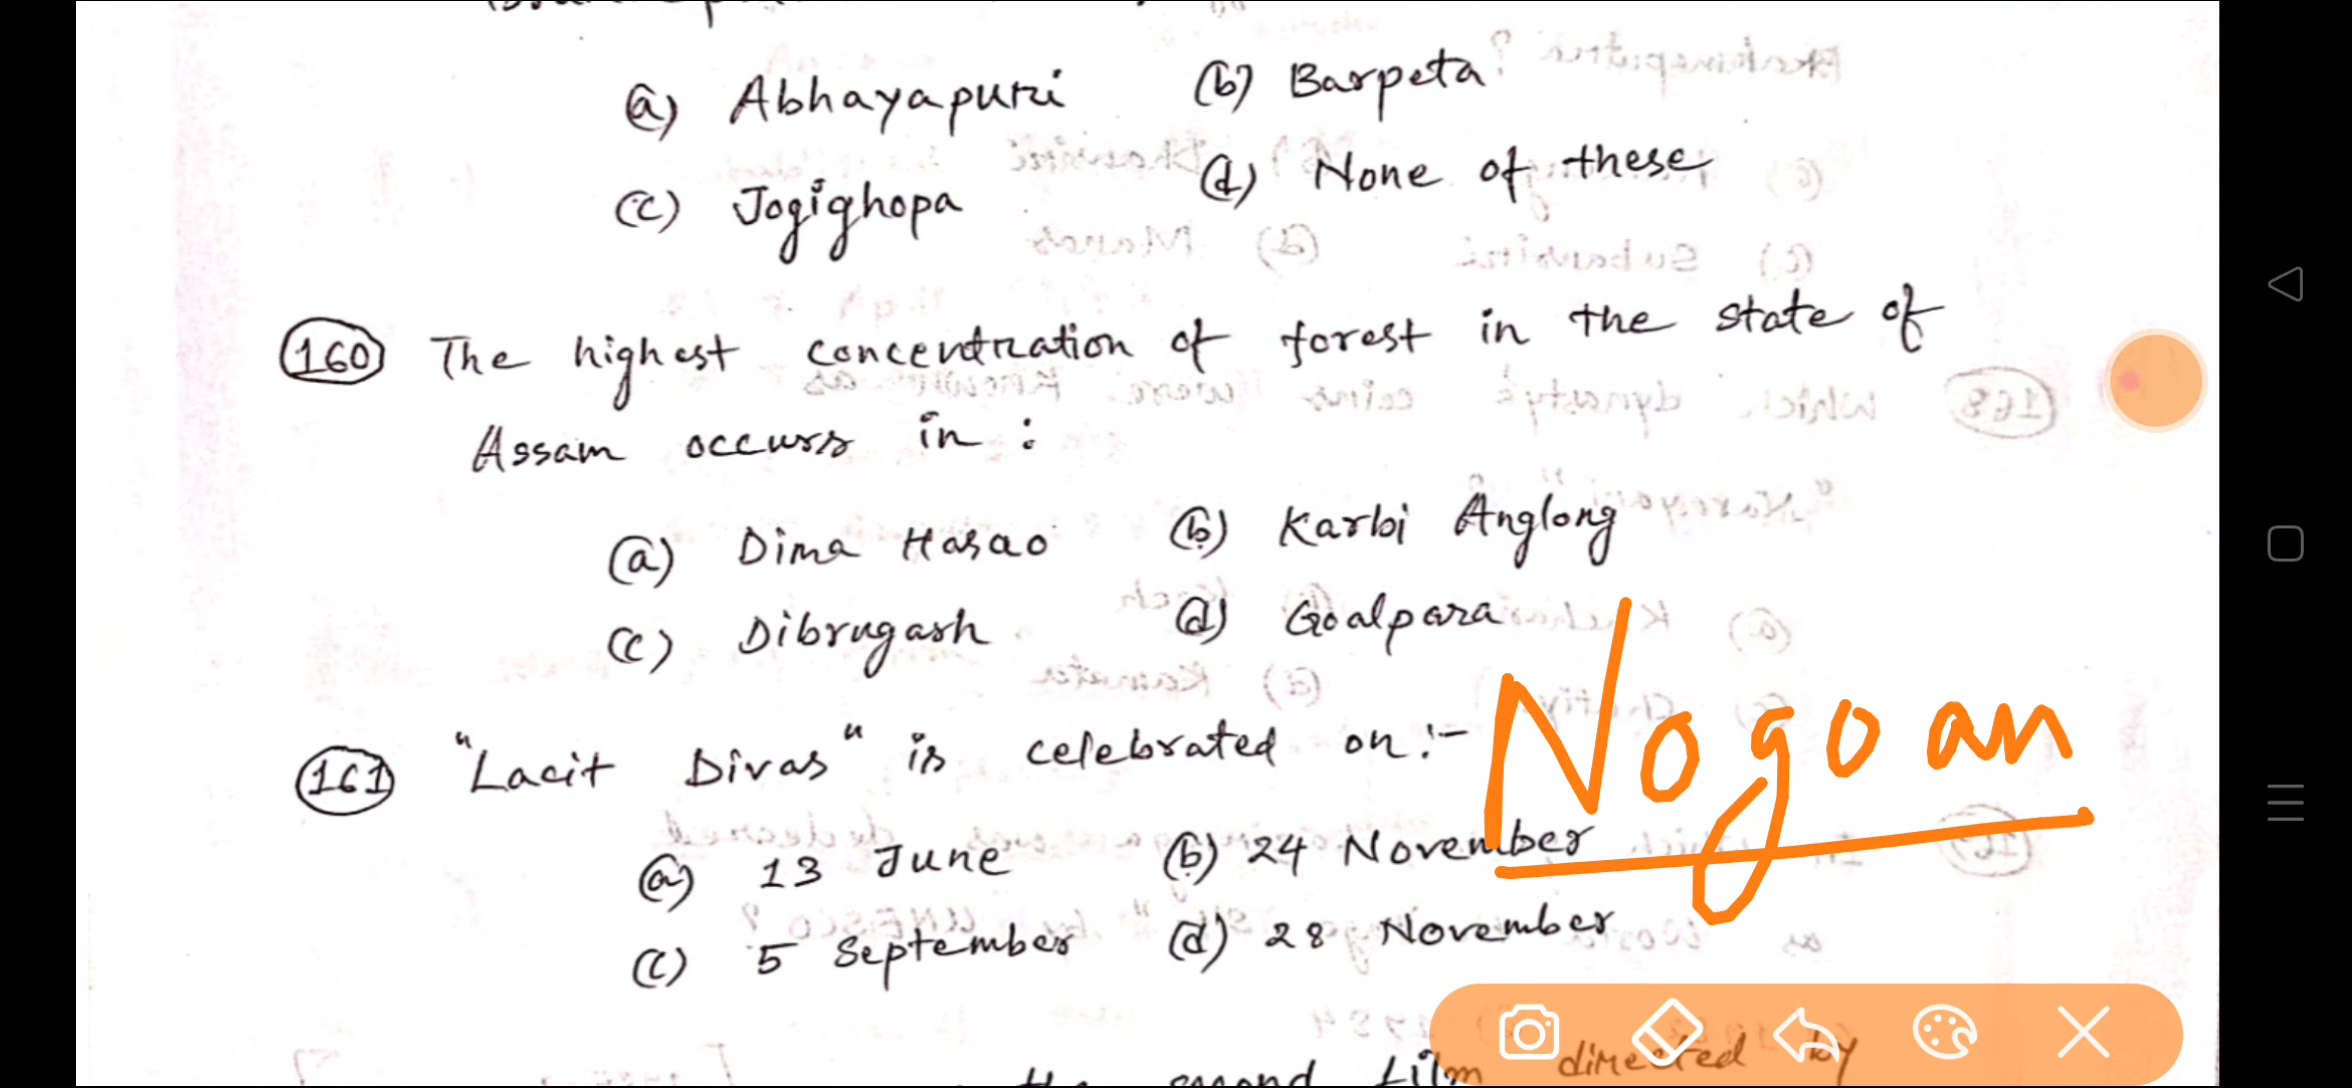 (a) Abhayapuri (b) Barpeta
(c) Jogighopa (d) None of these
160 The highest concentration of forest in the state of
Assam occurs in :
(a) Dima Hasao (b) Karbi Anglong
(c) Dibrugarh (d) Goalpara
Nogoan
161 "Lacit Divas" is celebrated on :-
(a) 13 June (b) 24 November
(c) 5 September (d) 28 November
second film directed by